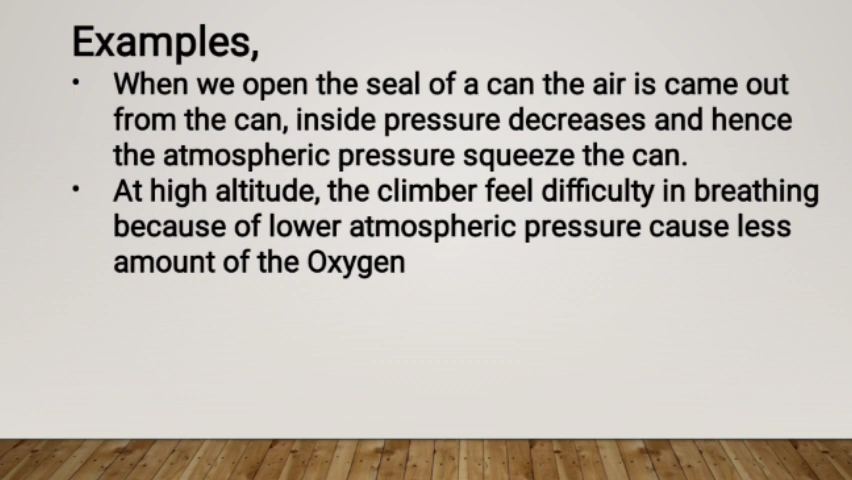 Examples,
• When we open the seal of a can the air is came out
from the can, inside pressure decreases and hence
the atmospheric pressure squeeze the can.
• At high altitude, the climber feel difficulty in breathing
because of lower atmospheric pressure cause less
amount of the Oxygen